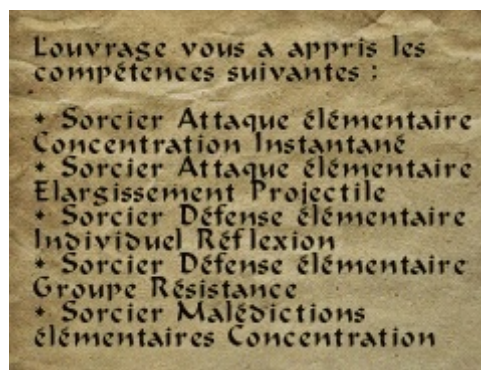 L'ouvrage vous a appris les
compétences suivantes :
+ Sorcier Attaque élémentaire
Concentration Instantané
+ Sorcier Attaque élémentaire
Elargissement Projectile
+ Sorcier Défense élémentaire
Individuel Réflexion
+ Sorcier Défense élémentaire
Groupe Résistance
+ Sorcier Malédictions
élémentaires Concentration